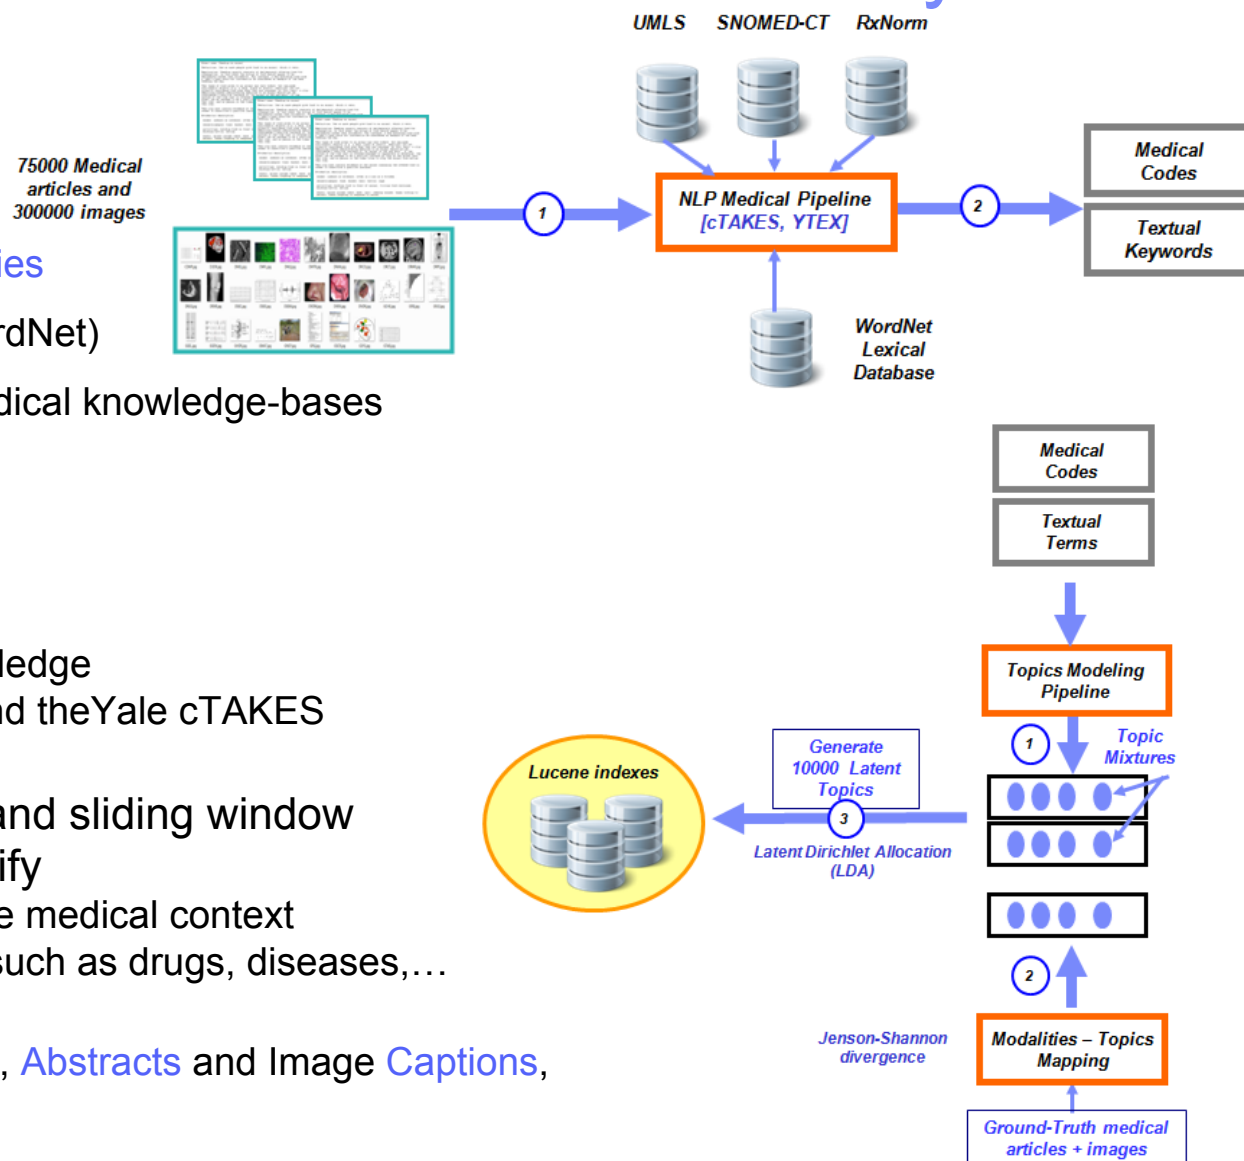 y
UMLS SNOMED-CT RxNorm
75000 Medical
articles and
300000 images
NLP Medical Pipeline
[cTAKES, YTEX]
1
2
Medical
Codes
Textual
Keywords
WordNet
Lexical
Database
ies
rdNet)
dical knowledge-bases
ledge
nd theYale cTAKES
and sliding window
ify
e medical context
such as drugs, diseases,…
, Abstracts and Image Captions,
Medical
Codes
Textual
Terms
Topics Modeling
Pipeline
1
Topic
Mixtures
Generate
10000 Latent
Topics
3
Latent Dirichlet Allocation
(LDA)
Lucene indexes
2
Jenson-Shannon
divergence
Modalities – Topics
Mapping
Ground-Truth medical
articles + images